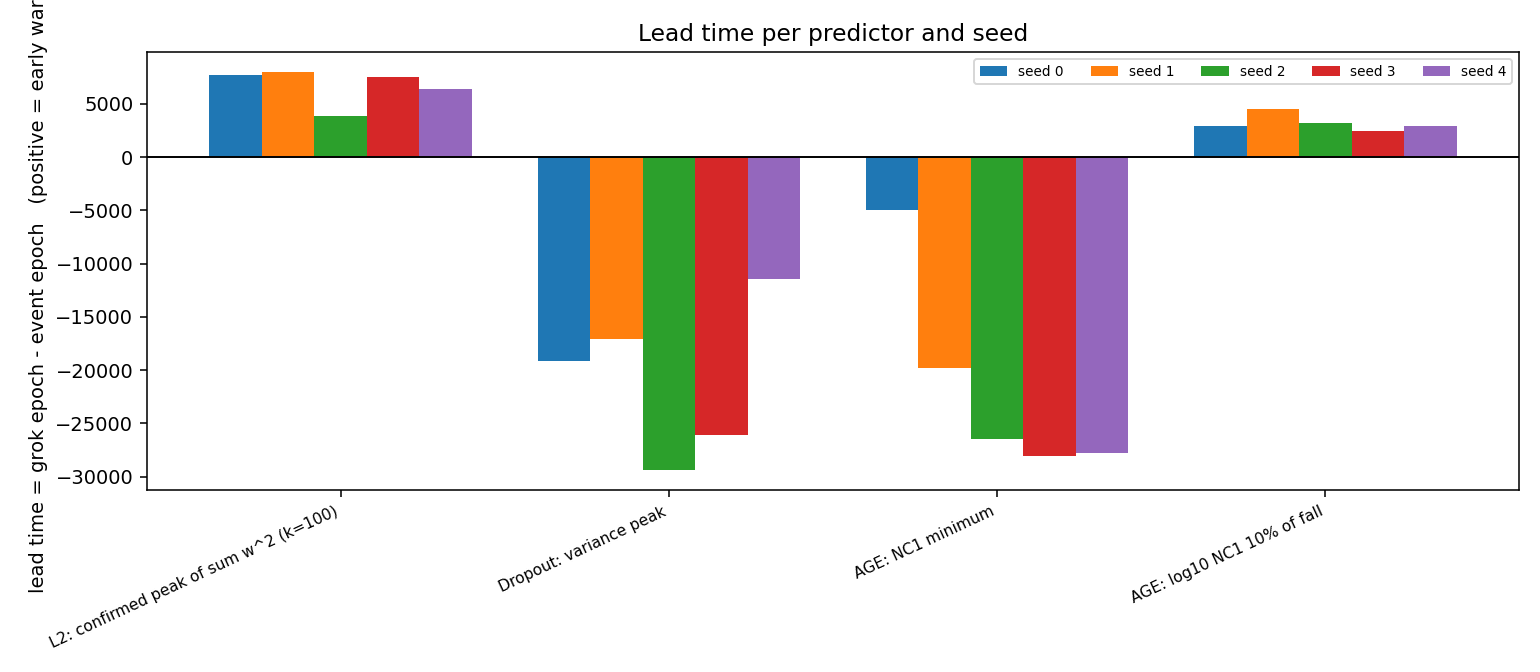 Lead time per predictor and seed
seed 0 seed 1 seed 2 seed 3 seed 4
lead time = grok epoch - event epoch (positive = early
5000
0
−5000
−10000
−15000
−20000
−25000
−30000
L2: confirmed peak of sum w^2 (k=100)
Dropout: variance peak
AGE: NC1 minimum
AGE: log10 NC1 10% of fall